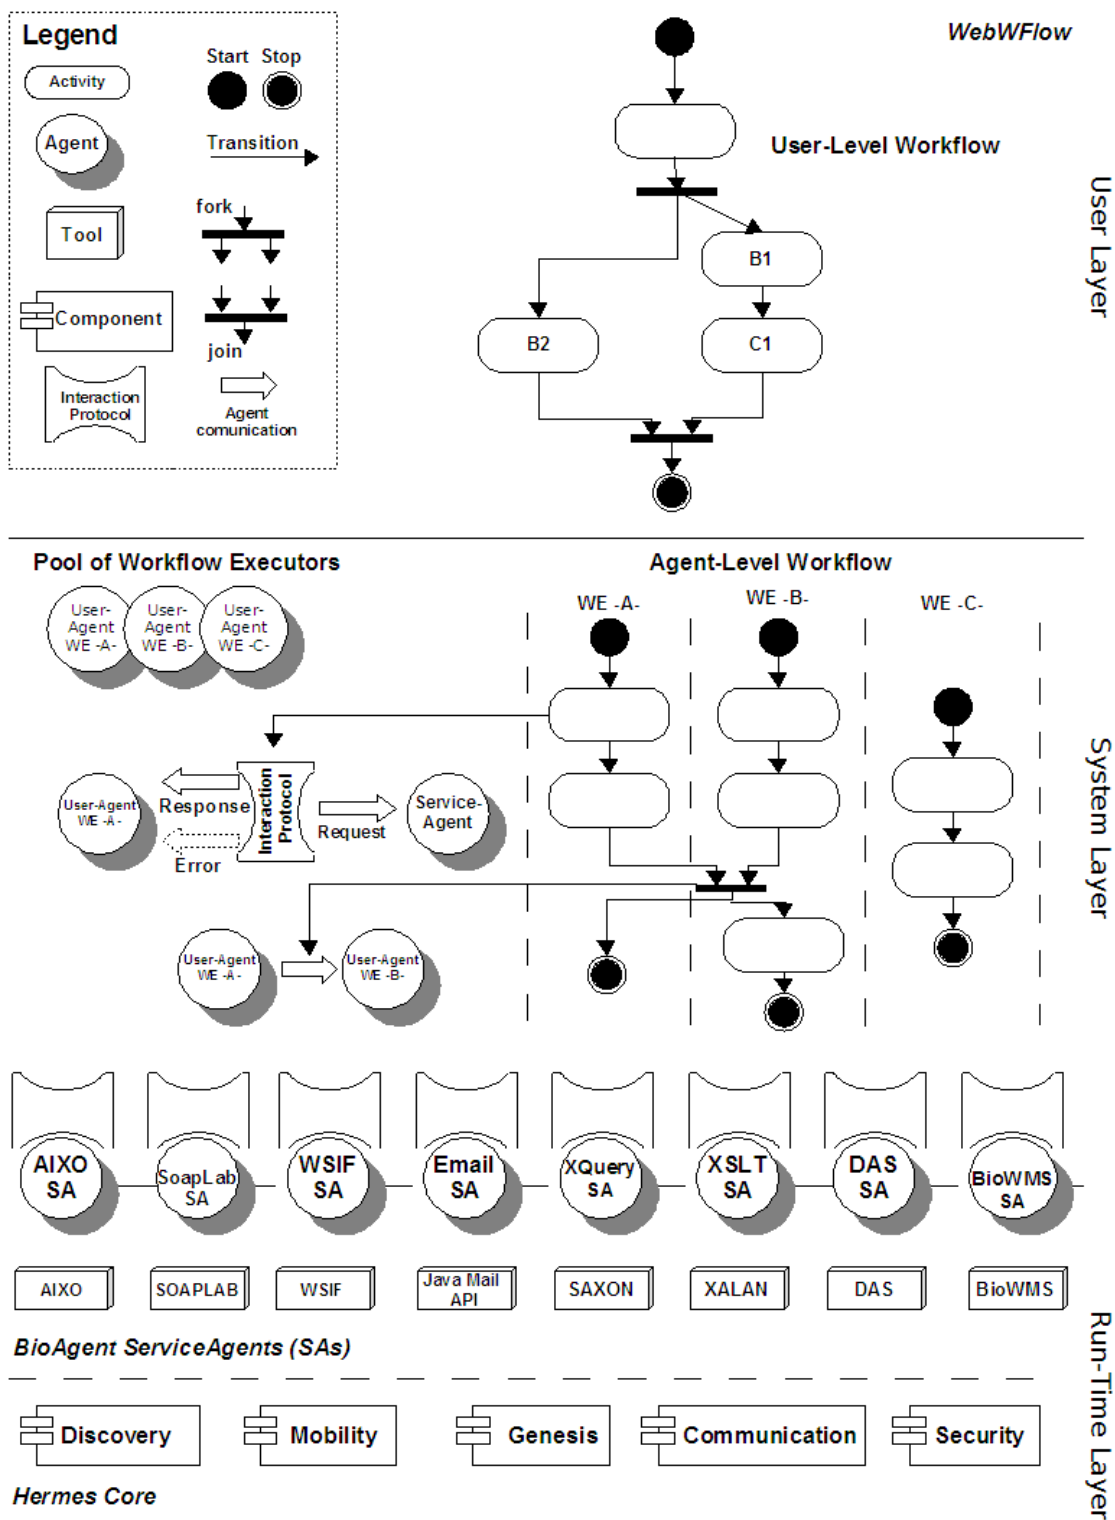 Legend
Start Stop
Activity
Agent
Transition
fork
Tool
Component
join
Interaction
Protocol
Agent
comunication
WebWFlow
User-Level Workflow
B1
B2
C1
User Layer
Pool of Workflow Executors
Agent-Level Workflow
WE -A-
WE -B-
WE -C-
User-
Agent
WE -A-
User-
Agent
WE -B-
User-
Agent
WE -C-
User-Agent
WE -A-
Response
Error
Interaction
Protocol
Request
Service-
Agent
User-Agent
WE -A-
User-Agent
WE -B-
System Layer
AIXO
SA
SoapLab
SA
WSIF
SA
Email
SA
XQuery
SA
XSLT
SA
DAS
SA
BioWMS
SA
AIXO
SOAPLAB
WSIF
Java Mail
API
SAXON
XALAN
DAS
BioWMS
BioAgent ServiceAgents (SAs)
Discovery
Mobility
Genesis
Communication
Security
Hermes Core
Run-Time Layer